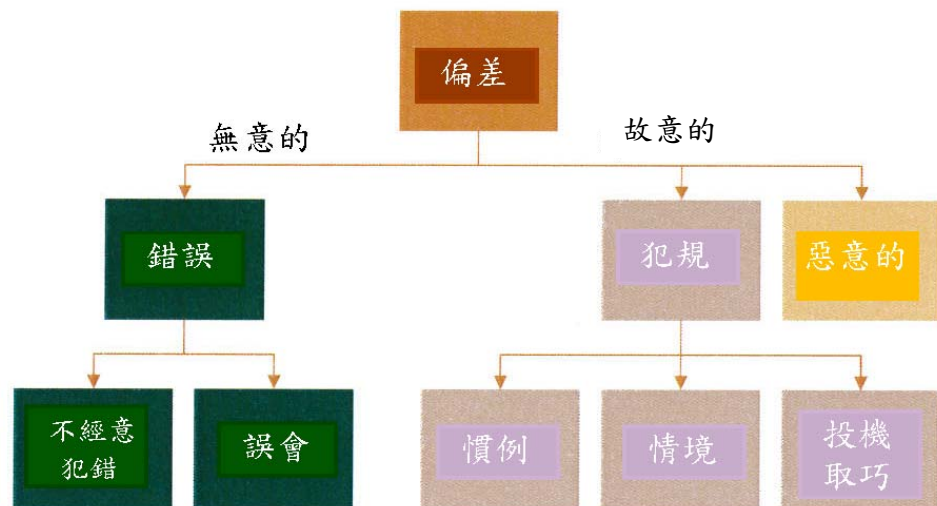 偏差
無意的
故意的
錯誤
犯規
惡意的
不經意
犯錯
誤會
慣例
情境
投機
取巧